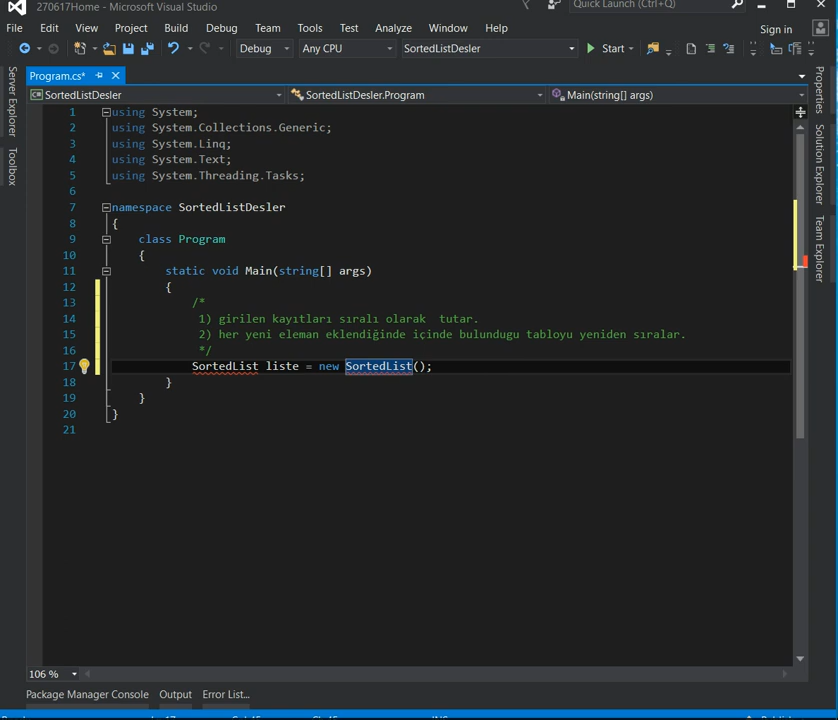 270617Home - Microsoft Visual Studio
Quick Launch (Ctrl+Q)
File Edit View Project Build Debug Team Tools Test Analyze Window Help
Sign in
Debug Any CPU SortedListDesler Start
Server Explorer
Toolbox
Program.cs*
SortedListDesler SortedListDesler.Program Main(string[] args)
1 using System;
2 using System.Collections.Generic;
3 using System.Linq;
4 using System.Text;
5 using System.Threading.Tasks;
6
7 namespace SortedListDesler
8 {
9 class Program
10 {
11 static void Main(string[] args)
12 {
13 /*
14 1) girilen kayıtları sıralı olarak tutar.
15 2) her yeni eleman eklendiğinde içinde bulundugu tabloyu yeniden sıralar.
16 */
17 SortedList liste = new SortedList();
18 }
19 }
20 }
21
Properties
Solution Explorer
Team Explorer
106 %
Package Manager Console Output Error List...